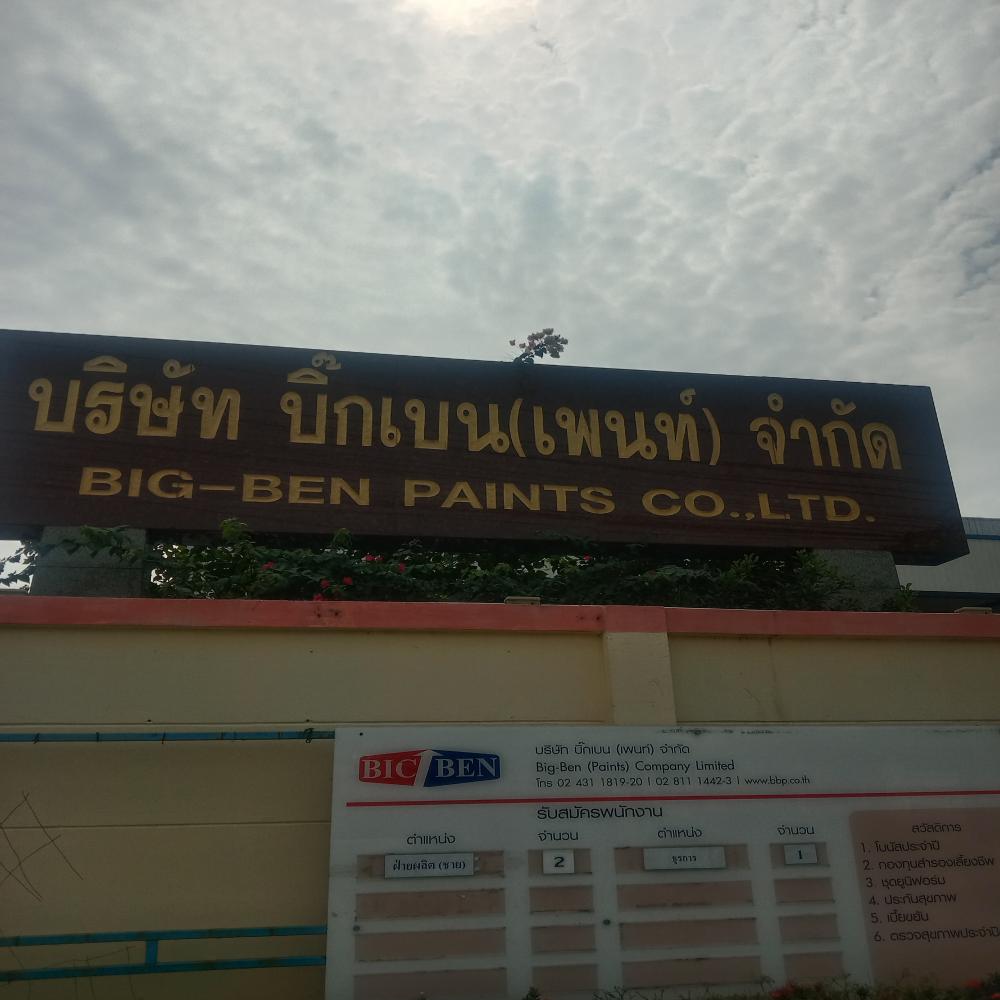 บริษัท บิ๊กเบน(เพนท์) จำกัด
BIG-BEN PAINTS CO.,LTD.
BIG BEN
บริษัท บิ๊กเบน (เพนท์) จำกัด
Big-Ben (Paints) Company Limited
โทร 02 431 1819-20 | 02 811 1442-3 | www.bbp.co.th
รับสมัครพนักงาน
ตำแหน่ง จำนวน ตำแหน่ง จำนวน
ฝ่ายผลิต (ชาย) 2 ธุรการ 1
สวัสดิการ
1. โบนัสประจำปี
2. กองทุนสำรองเลี้ยงชีพ
3. ชุดยูนิฟอร์ม
4. ประกันสุขภาพ
5. เบี้ยขยัน
6. ตรวจสุขภาพประจำปี